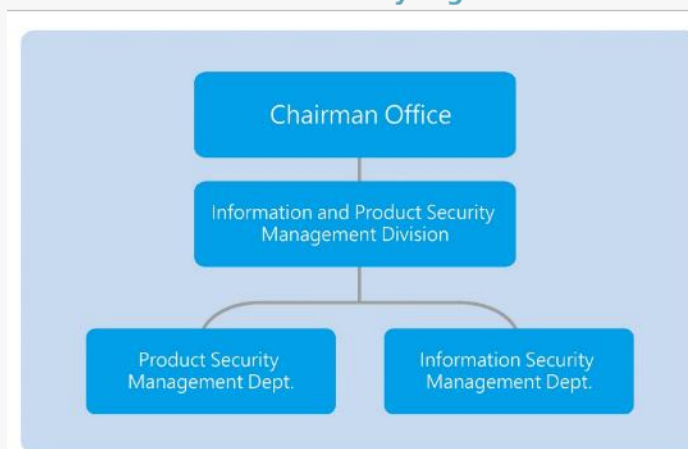 Chairman Office
Information and Product Security
Management Division
Product Security
Management Dept.
Information Security
Management Dept.